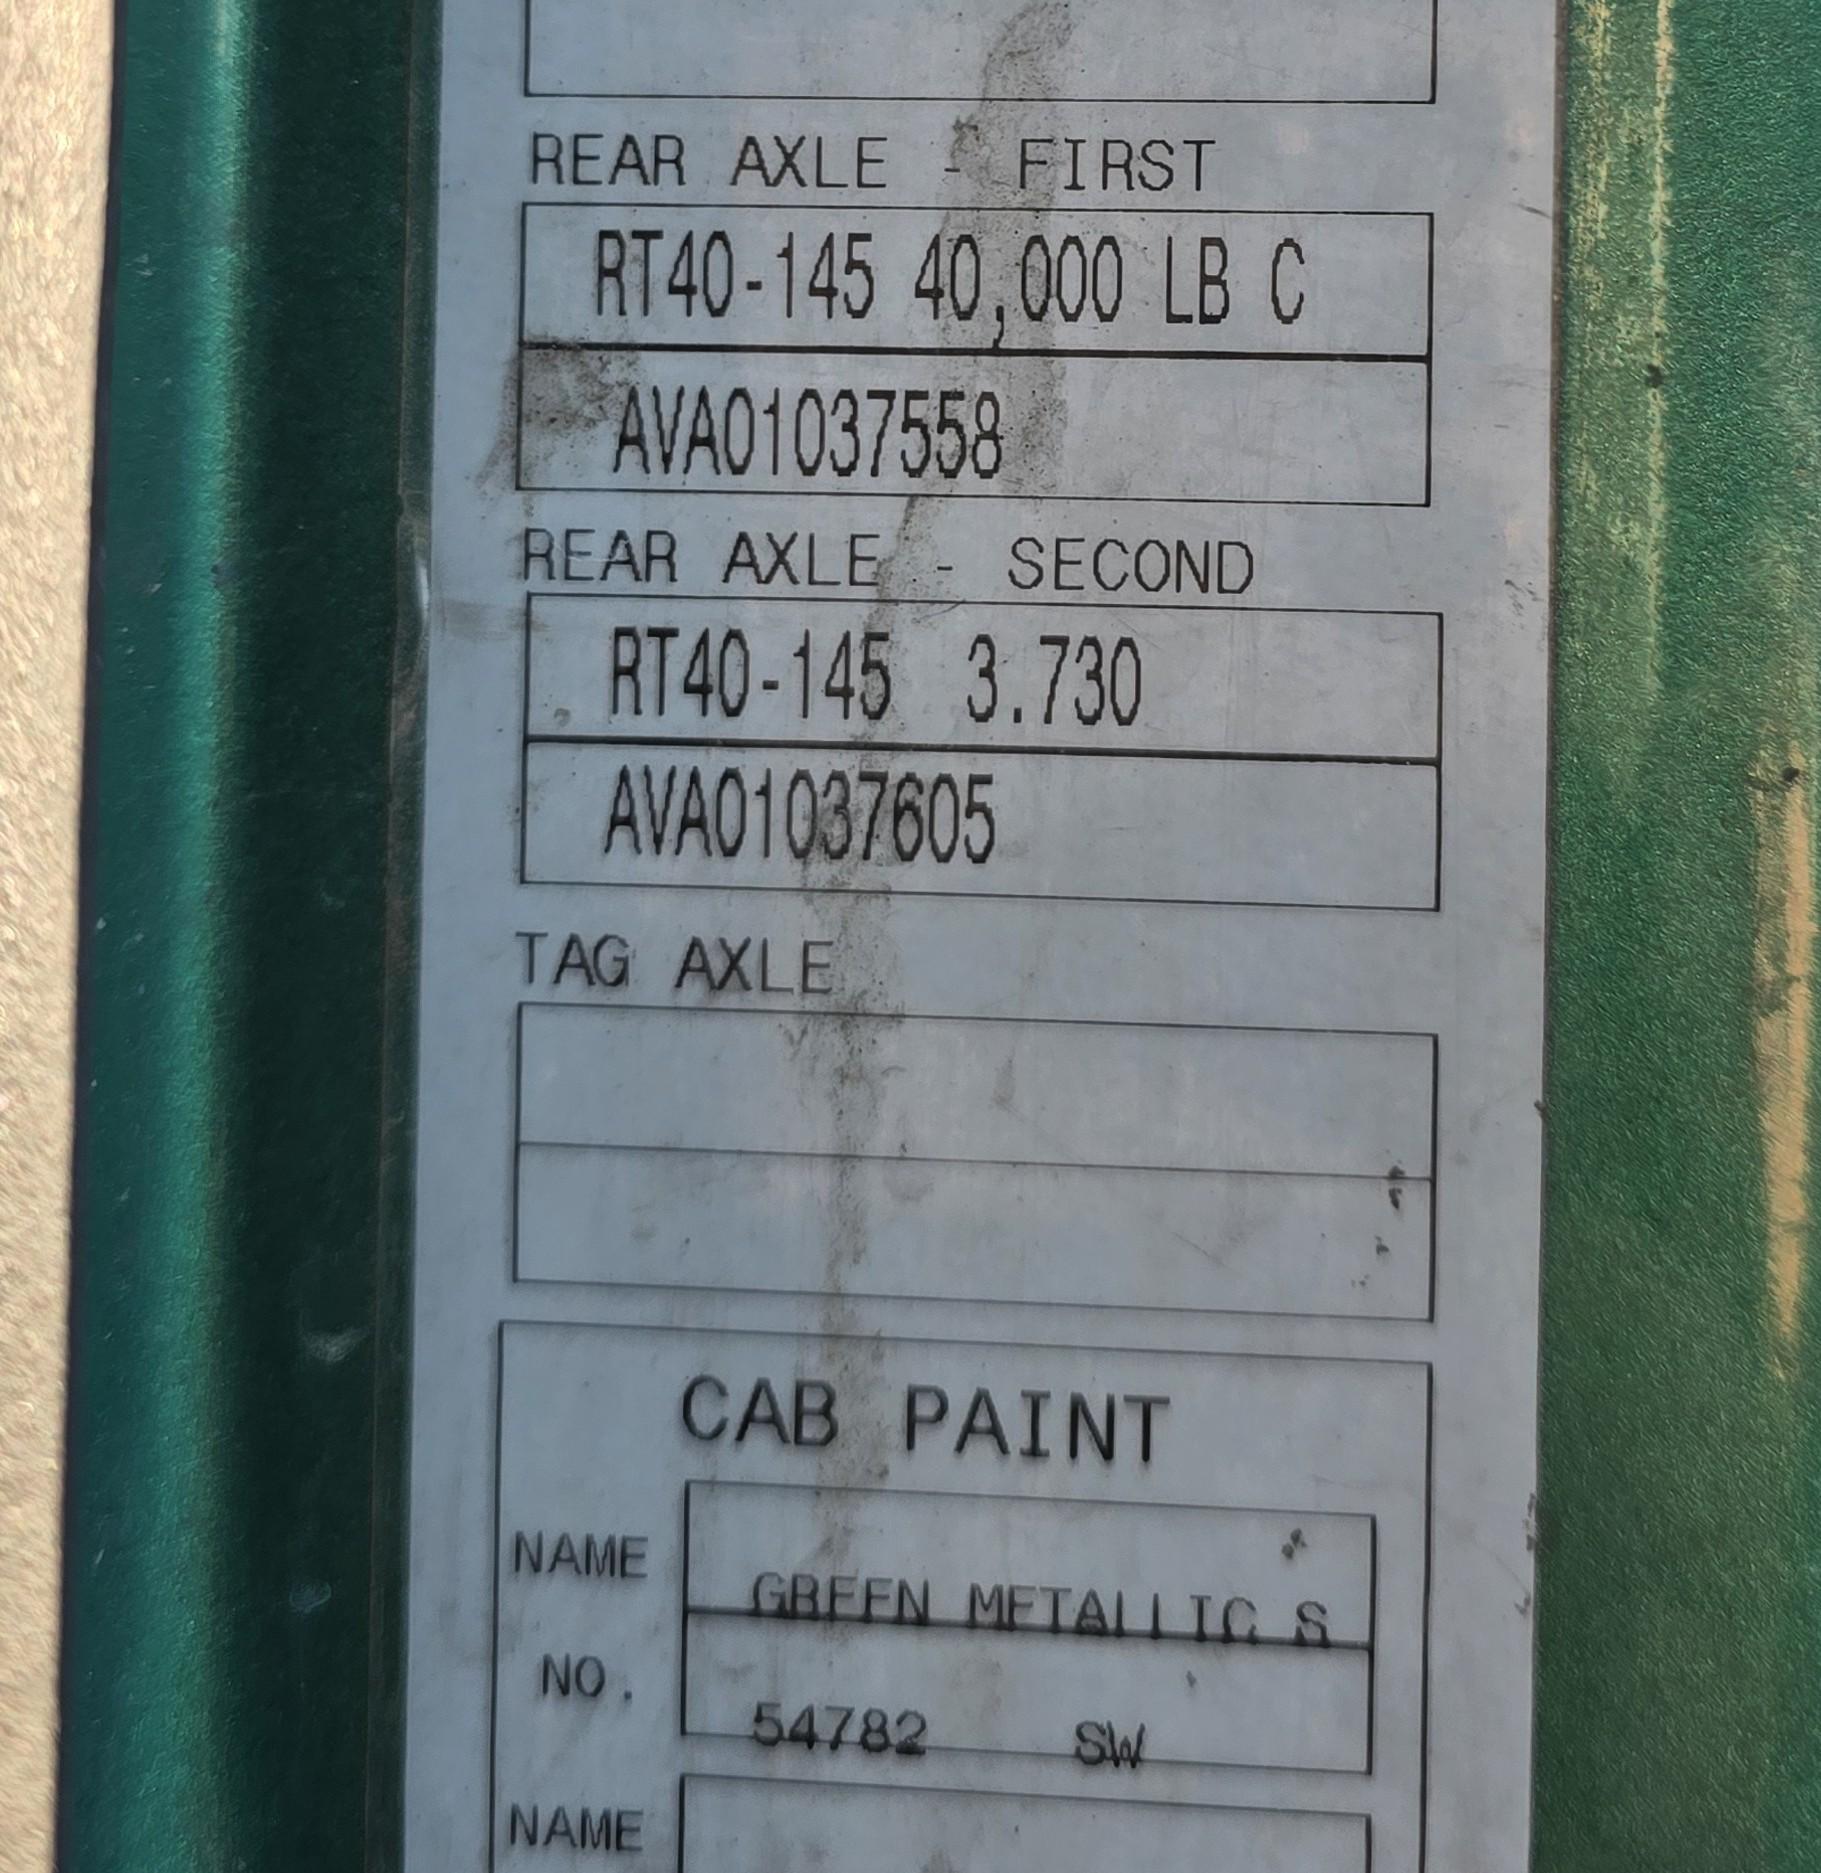 REAR AXLE - FIRST
RT40-145 40,000 LB C
AVA01037558
REAR AXLE - SECOND
RT40-145 3.730
AVA01037605
TAG AXLE
CAB PAINT
NAME
GREEN METALLIC S
NO.
54782 SW
NAME